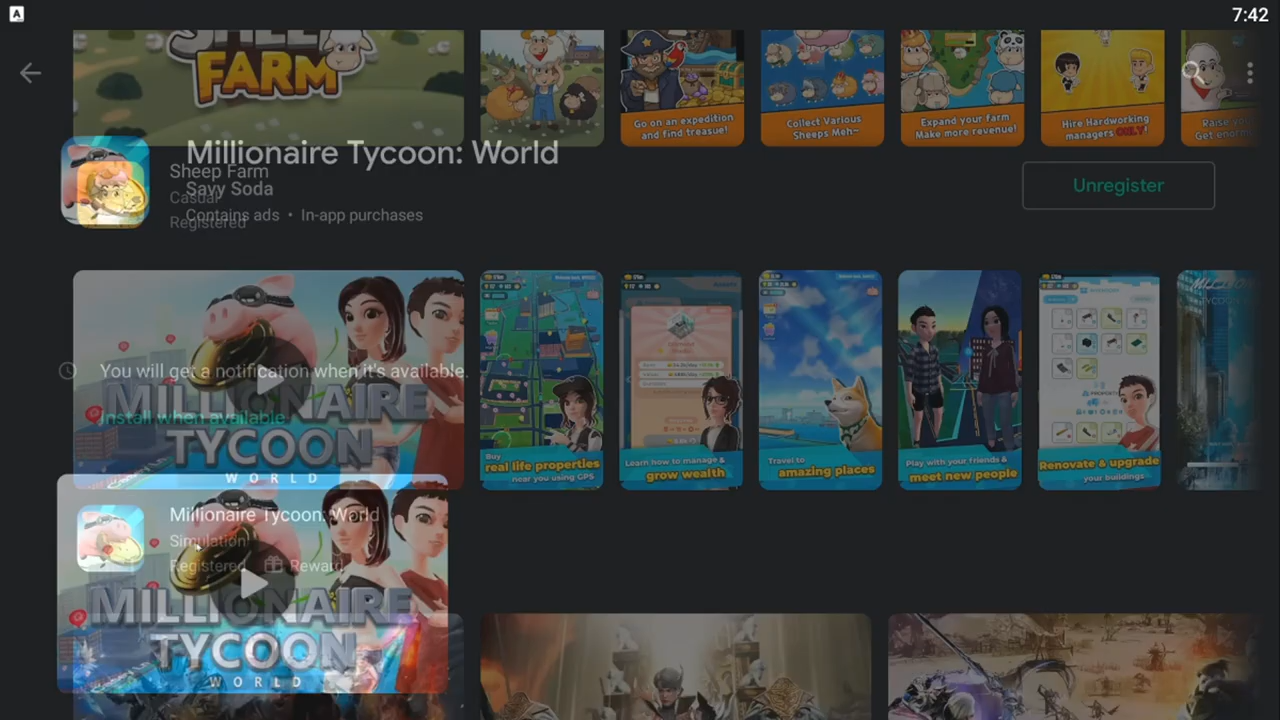 A
7:42
SHEEP
FARM
Go on an expedition
and find treasue!
Collect Various
Sheeps Meh~
Expand your farm
Make more revenue!
Hire Hardworking
managers ONLY!
Raise you
Get enorm
Millionaire Tycoon: World
Sheep Farm
Savy Soda
Casual
Contains ads • In-app purchases
Registered
Unregister
You will get a notification when it's available.
Install when available
MILLIONAIRE
TYCOON
WORLD
Buy
real life properties
near you using GPS
Learn how to manage &
grow wealth
Travel to
amazing places
Play with your friends &
meet new people
Renovate & upgrade
your buildings
Millionaire Tycoon: World
Simulation
Registered Reward
MILLIONAIRE
TYCOON
WORLD